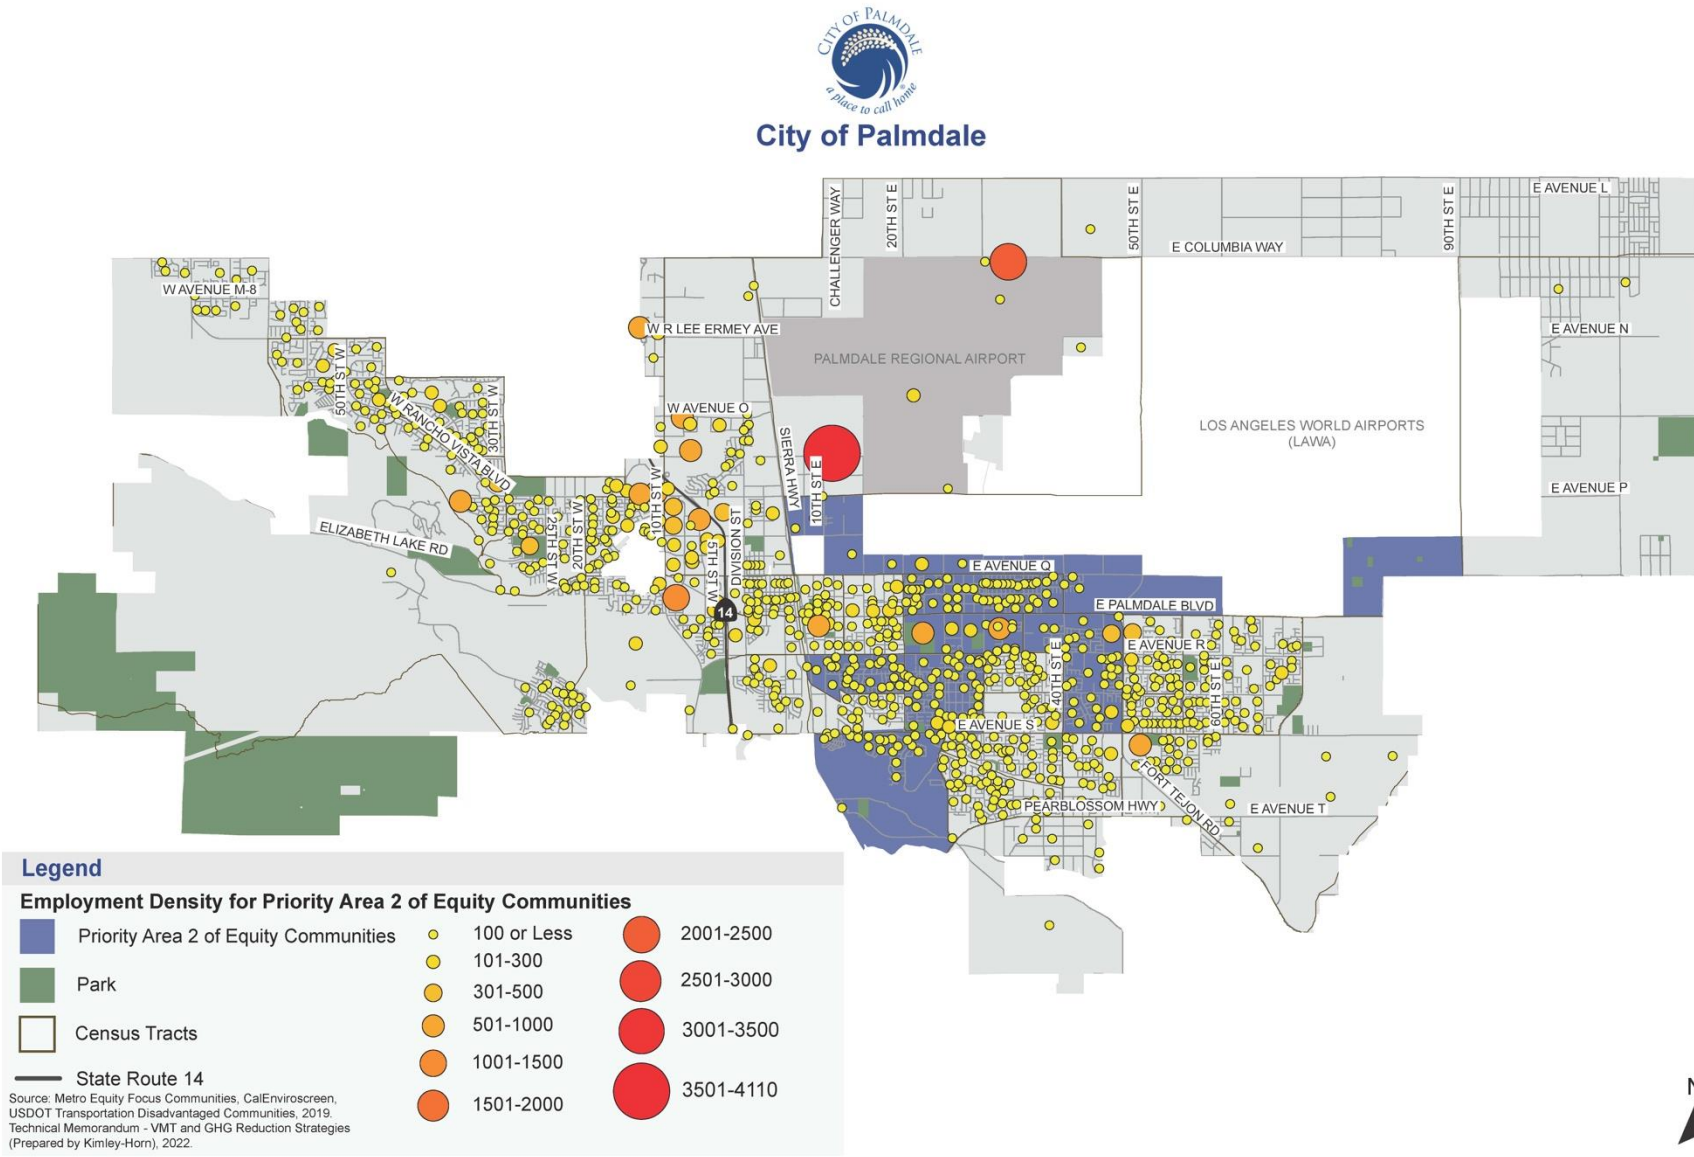 CITY OF PALMDALE
a place to call home
City of Palmdale
CHALLENGER WAY
20TH ST E
50TH ST E
90TH ST E
E AVENUE L
E COLUMBIA WAY
W AVENUE M-8
W R LEE ERMEY AVE
E AVENUE N
PALMDALE REGIONAL AIRPORT
50TH ST W
W RANCHO VISTA BLVD
30TH ST W
W AVENUE O
LOS ANGELES WORLD AIRPORTS
(LAWA)
SIERRA HWY
10TH ST E
E AVENUE P
10TH ST W
ELIZABETH LAKE RD
25TH ST W
20TH ST W
5TH ST W
DIVISION ST
E AVENUE Q
14
E PALMDALE BLVD
E AVENUE R
40TH ST E
60TH ST E
E AVENUE S
FORT TEJON RD
PEARBLOSSOM HWY
E AVENUE T
Legend
Employment Density for Priority Area 2 of Equity Communities
Priority Area 2 of Equity Communities
Park
Census Tracts
State Route 14
100 or Less
101-300
301-500
501-1000
1001-1500
1501-2000
2001-2500
2501-3000
3001-3500
3501-4110
Source: Metro Equity Focus Communities, CalEnviroscreen,
USDOT Transportation Disadvantaged Communities, 2019.
Technical Memorandum - VMT and GHG Reduction Strategies
(Prepared by Kimley-Horn), 2022.
N